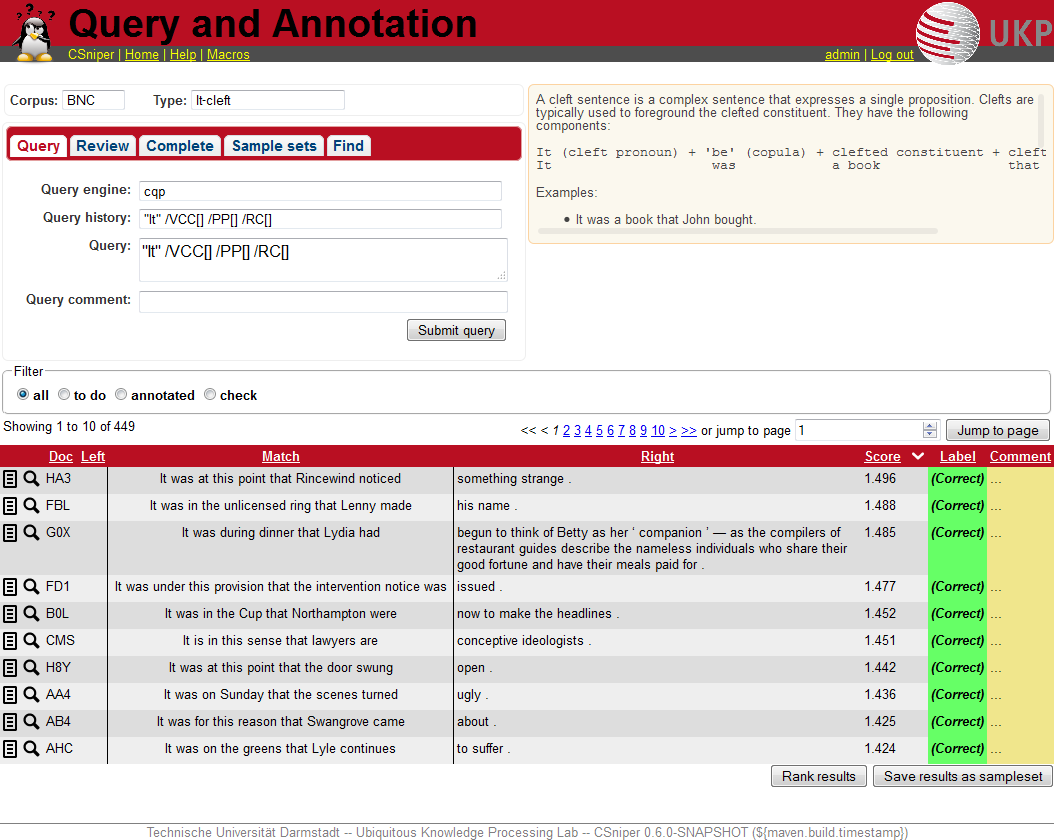 Query and Annotation
CSniper | Home | Help | Macros
admin | Log out
UKP
Corpus: BNC Type: It-cleft
Query Review Complete Sample sets Find
Query engine: cqp
Query history: "It" /VCC[] /PP[] /RC[]
Query: "It" /VCC[] /PP[] /RC[]
Query comment:
Submit query
A cleft sentence is a complex sentence that expresses a single proposition. Clefts are
typically used to foreground the clefted constituent. They have the following
components:
It (cleft pronoun) + 'be' (copula) + clefted constituent + cleft
It was a book that
Examples:
• It was a book that John bought.
Filter
all to do annotated check
Showing 1 to 10 of 449
<< < 1 2 3 4 5 6 7 8 9 10 > >> or jump to page 1 Jump to page
Doc Left Match Right Score Label Comment
HA3 It was at this point that Rincewind noticed something strange . 1.496 (Correct) ...
FBL It was in the unlicensed ring that Lenny made his name . 1.488 (Correct) ...
G0X It was during dinner that Lydia had begun to think of Betty as her ‘ companion ’ — as the compilers of 1.485 (Correct) ...
restaurant guides describe the nameless individuals who share their
good fortune and have their meals paid for .
FD1 It was under this provision that the intervention notice was issued . 1.477 (Correct) ...
B0L It was in the Cup that Northampton were now to make the headlines . 1.452 (Correct) ...
CMS It is in this sense that lawyers are conceptive ideologists . 1.451 (Correct) ...
H8Y It was at this point that the door swung open . 1.442 (Correct) ...
AA4 It was on Sunday that the scenes turned ugly . 1.436 (Correct) ...
AB4 It was for this reason that Swangrove came about . 1.425 (Correct) ...
AHC It was on the greens that Lyle continues to suffer . 1.424 (Correct) ...
Rank results Save results as sampleset
Technische Universität Darmstadt -- Ubiquitous Knowledge Processing Lab -- CSniper 0.6.0-SNAPSHOT (${maven.build.timestamp})